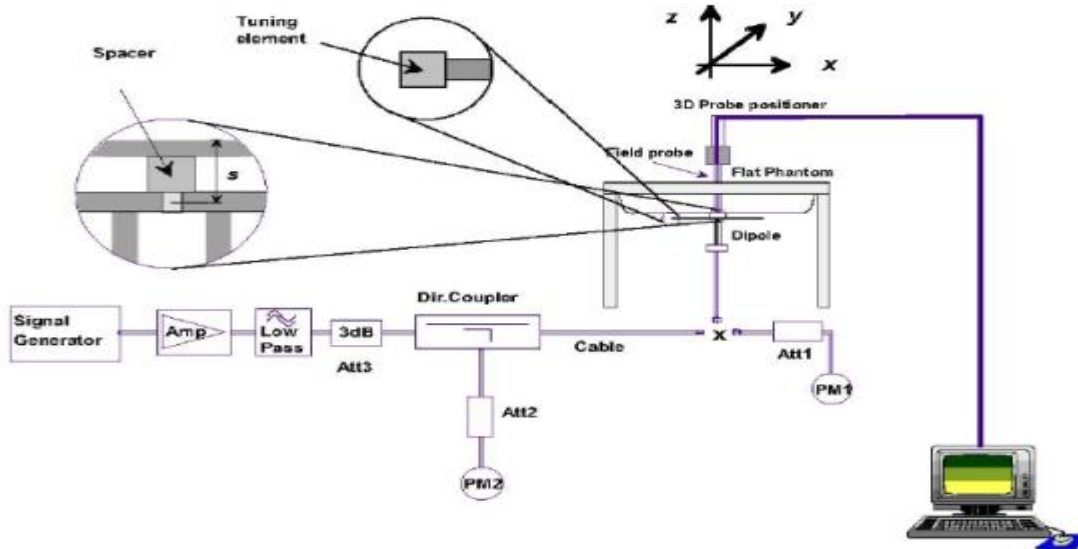 Tuning
element
Spacer
s
z
y
x
3D Probe positioner
Field probe
Flat Phantom
Dipole
Signal
Generator
Amp
Low
Pass
3dB
Att3
Dir.Coupler
Cable
x
Att1
PM1
Att2
PM2